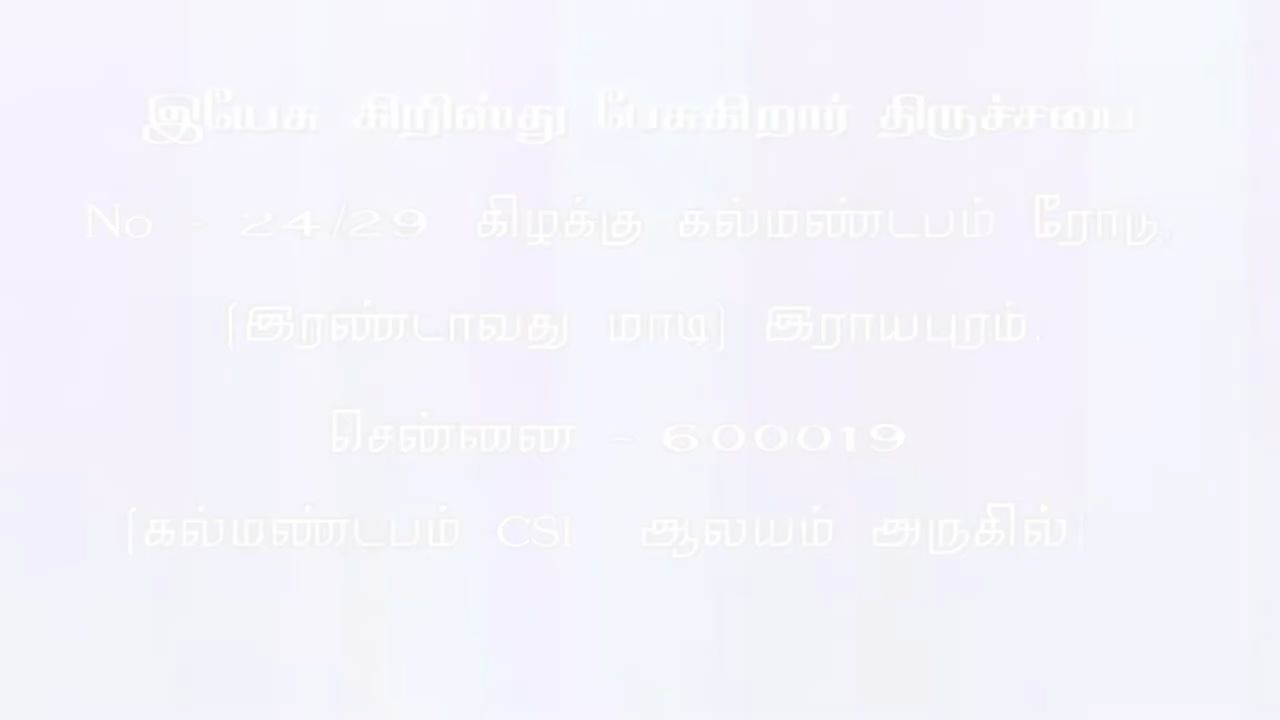 இயேசு கிறிஸ்து பேசுகிறார் திருச்சபை
No - 24/29 கிழக்கு கல்மண்டபம் ரோடு,
(இரண்டாவது மாடி) இராயபுரம்.
சென்னை - 600019
(கல்மண்டபம் CSI ஆலயம் அருகில்)